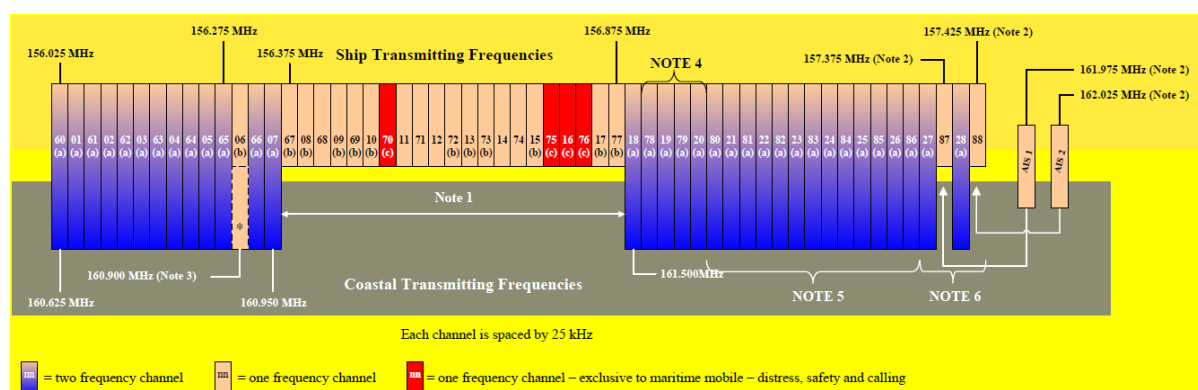 156.275 MHz 156.875 MHz 157.425 MHz (Note 2)
156.025 MHz 156.375 MHz Ship Transmitting Frequencies 157.375 MHz (Note 2)
NOTE 4
161.975 MHz (Note 2)
162.025 MHz (Note 2)
60 01 61 02 62 03 63 04 64 05 65 06 66 07 67 08 68 09 69 10 70 11 71 12 72 13 73 14 74 15 75 16 76 17 77 18 78 19 79 20 80 21 81 22 82 23 83 24 84 25 85 26 86 27 87 28 88
(a) (a) (a) (a) (a) (a) (a) (a) (a) (a) (a) (b) (a) (a) (b) (b) (b) (b) (b) (c) (b) (b) (b) (b) (c) (c) (c) (b) (b) (a) (a) (a) (a) (a) (a) (a) (a) (a) (a) (a) (a) (a) (a) (a) (a) (a) (a) (a) (a)
AIS 1 AIS 2
Note 1
*
160.900 MHz (Note 3) 161.500MHz
Coastal Transmitting Frequencies
160.625 MHz 160.950 MHz NOTE 5 NOTE 6
Each channel is spaced by 25 kHz
nn = two frequency channel nn = one frequency channel nn = one frequency channel – exclusive to maritime mobile – distress, safety and calling